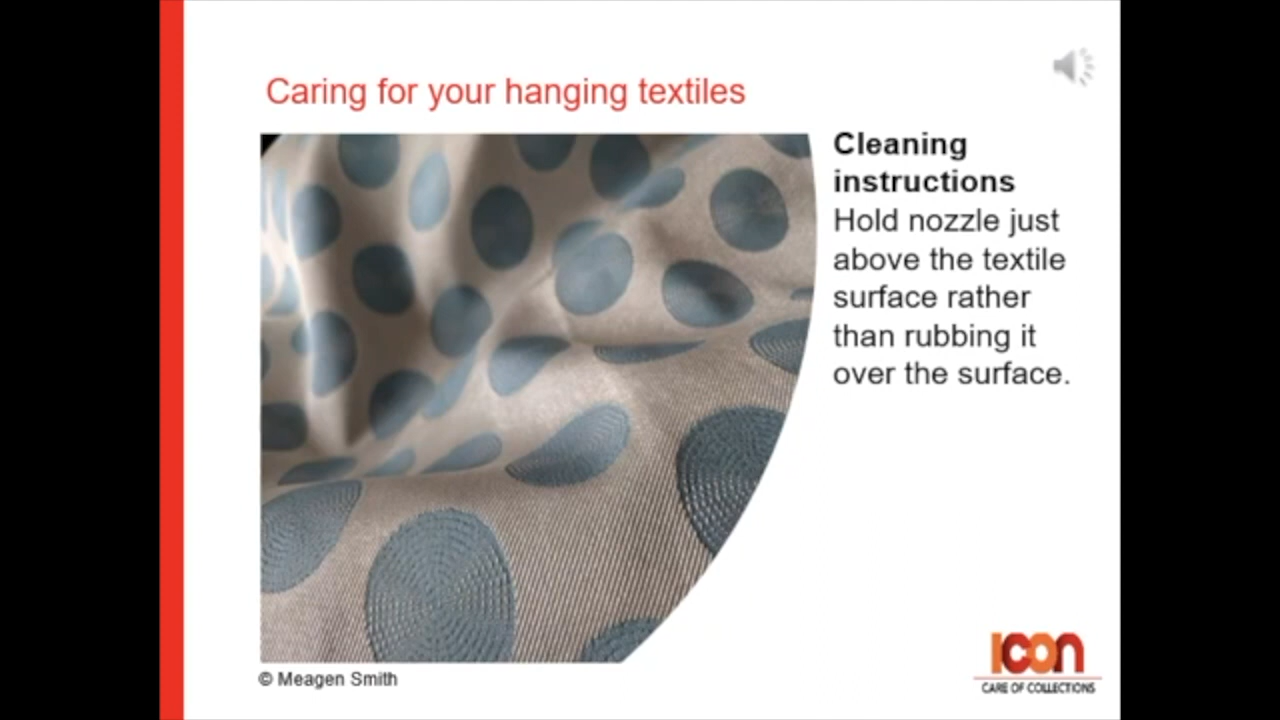 Caring for your hanging textiles
Cleaning
instructions
Hold nozzle just
above the textile
surface rather
than rubbing it
over the surface.
© Meagen Smith
ICON
CARE OF COLLECTIONS